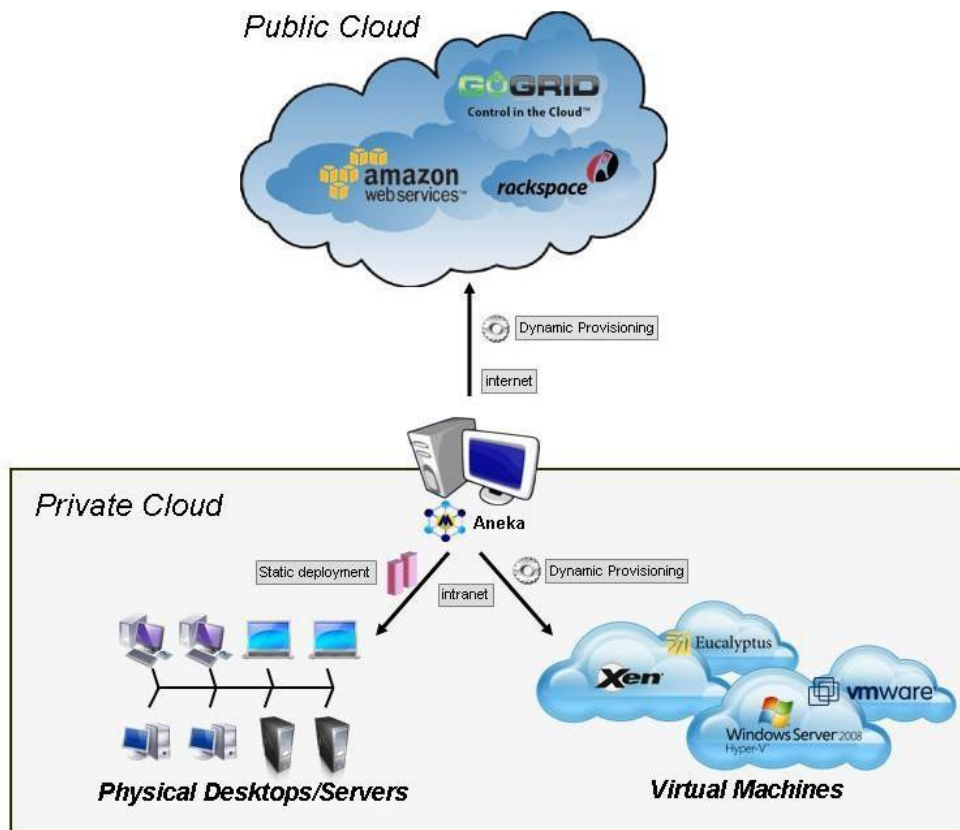 Public Cloud
GOGRID
Control in the Cloud™
amazon
webservices™
rackspace
Dynamic Provisioning
internet
Private Cloud
Aneka
Static deployment
Dynamic Provisioning
intranet
Eucalyptus
Xen
vmware
Windows Server 2008
Hyper-V
Physical Desktops/Servers
Virtual Machines